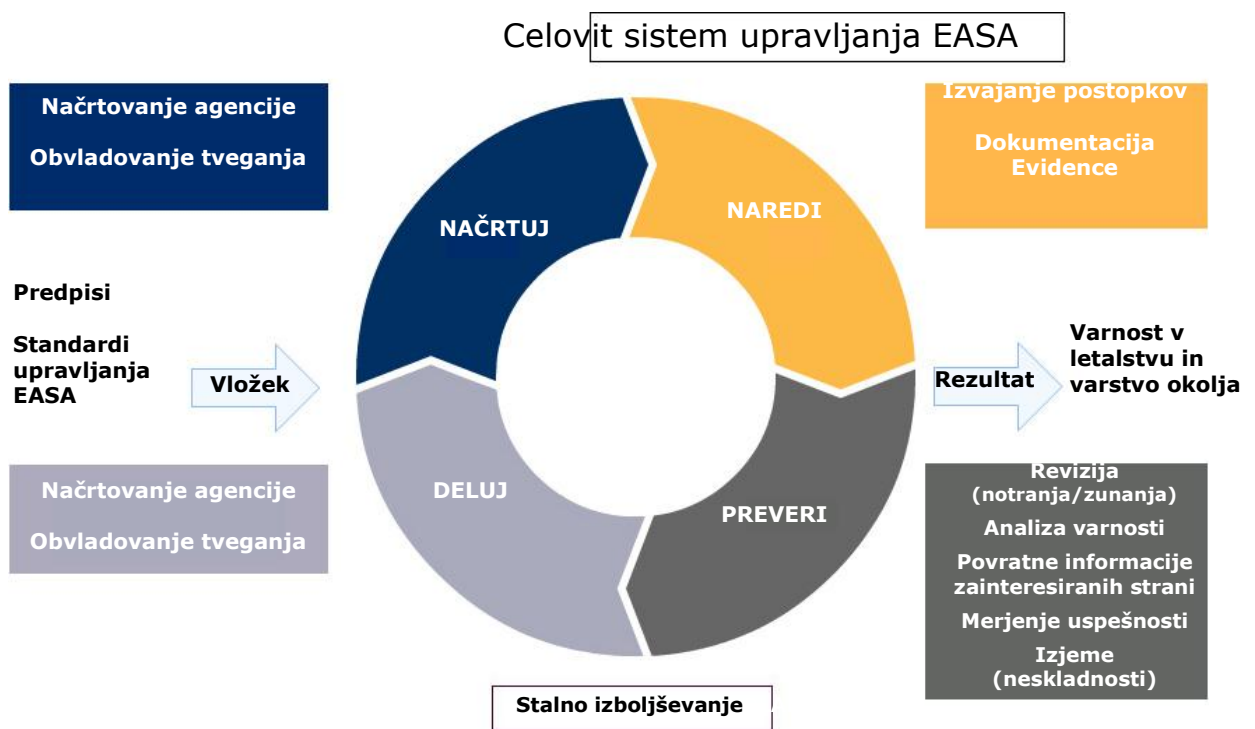 Celovit sistem upravljanja EASA
Načrtovanje agencije
Obvladovanje tveganja
Izvajanje postopkov
Dokumentacija
Evidence
NAČRTUJ
NAREDI
Predpisi
Standardi
upravljanja
EASA
Vložek
Rezultat
Varnost v
letalstvu in
varstvo okolja
Načrtovanje agencije
Obvladovanje tveganja
DELUJ
PREVERI
Revizija
(notranja/zunanja)
Analiza varnosti
Povratne informacije
zainteresiranih strani
Merjenje uspešnosti
Izjeme
(neskladnosti)
Stalno izboljševanje